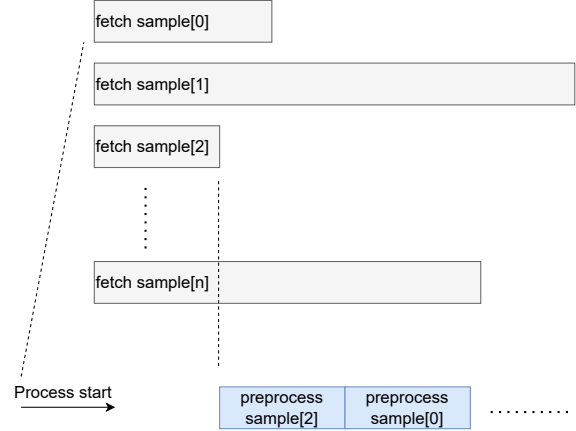 fetch sample[0]
fetch sample[1]
fetch sample[2]
fetch sample[n]
Process start
preprocess
sample[2]
preprocess
sample[0]